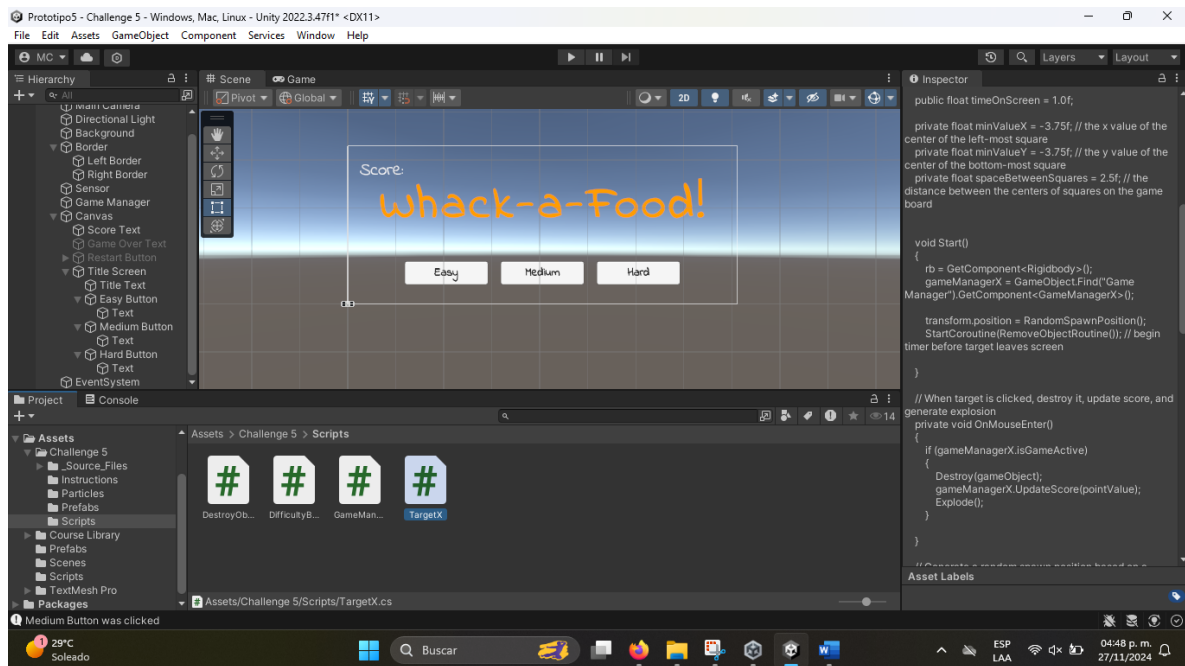 Prototipo5 - Challenge 5 - Windows, Mac, Linux - Unity 2022.3.47f1* <DX11>
File Edit Assets GameObject Component Services Window Help
MC
Layers
Layout
Hierarchy
All
Main Camera
Directional Light
Background
Border
Left Border
Right Border
Sensor
Game Manager
Canvas
Score Text
Game Over Text
Restart Button
Title Screen
Title Text
Easy Button
Text
Medium Button
Text
Hard Button
Text
EventSystem
Scene
Game
Pivot
Global
2D
Score:
Whack-a-Food!
Easy
Medium
Hard
Inspector
public float timeOnScreen = 1.0f;
private float minValueX = -3.75f; // the x value of the
center of the left-most square
private float minValueY = -3.75f; // the y value of the
center of the bottom-most square
private float spaceBetweenSquares = 2.5f; // the
distance between the centers of squares on the game
board
void Start()
{
rb = GetComponent<Rigidbody>();
gameManagerX = GameObject.Find("Game
Manager").GetComponent<GameManagerX>();
transform.position = RandomSpawnPosition();
StartCoroutine(RemoveObjectRoutine()); // begin
timer before target leaves screen
}
// When target is clicked, destroy it, update score, and
generate explosion
private void OnMouseEnter()
{
if (gameManagerX.isGameActive)
{
Destroy(gameObject);
gameManagerX.UpdateScore(pointValue);
Explode();
}
}
// Generate a random spawn position based on a
Asset Labels
Project
Console
14
Assets
Challenge 5
_Source_Files
Instructions
Particles
Prefabs
Scripts
Course Library
Prefabs
Scenes
Scripts
TextMesh Pro
Packages
Assets > Challenge 5 > Scripts
DestroyOb...
DifficultyB...
GameMan...
TargetX
Assets/Challenge 5/Scripts/TargetX.cs
Medium Button was clicked
1
29°C
Soleado
Buscar
ESP
LAA
04:48 p. m.
27/11/2024